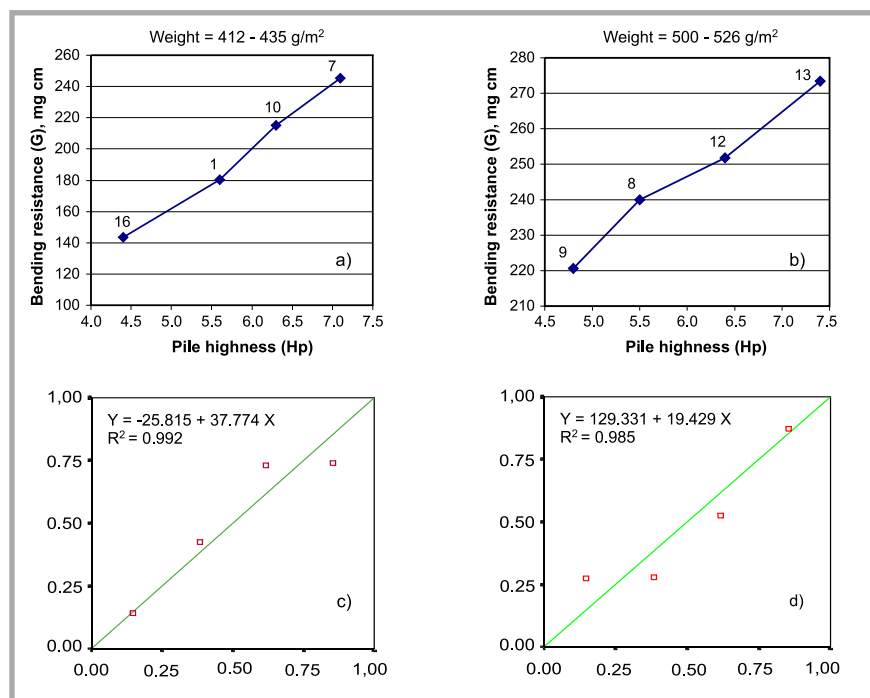 Weight = 412 - 435 g/m²
Bending resistance (G), mg cm
260
240
220
200
180
160
140
120
100
7
10
1
16
a)
4.0 4.5 5.0 5.5 6.0 6.5 7.0 7.5
Pile highness (Hp)
Weight = 500 - 526 g/m²
Bending resistance (G), mg cm
280
270
260
250
240
230
220
210
13
12
8
9
b)
4.5 5.0 5.5 6.0 6.5 7.0 7.5
Pile highness (Hp)
1,00
0.75
0.50
0.25
0.00
Y = -25.815 + 37.774 X
R² = 0.992
c)
0.00 0.25 0.50 0.75 1,00
1,00
0.75
0.50
0.25
0.00
Y = 129.331 + 19.429 X
R² = 0.985
d)
0.00 0.25 0.50 0.75 1,00